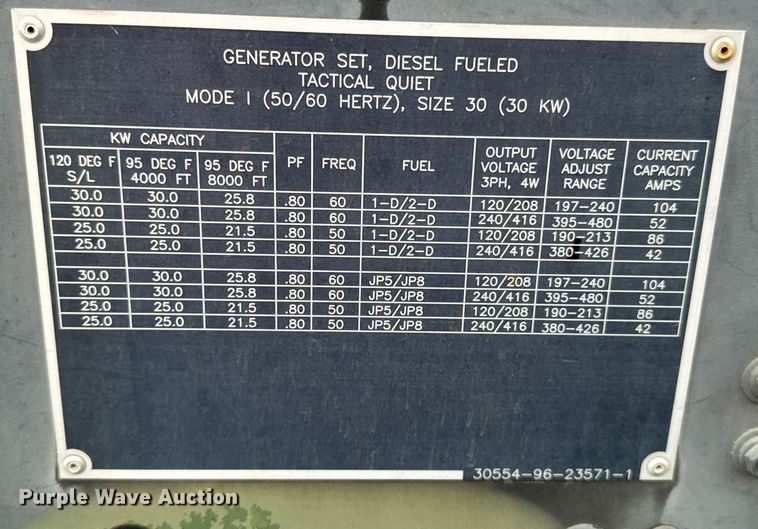 GENERATOR SET, DIESEL FUELED
TACTICAL QUIET
MODE I (50/60 HERTZ), SIZE 30 (30 KW)
KW CAPACITY PF FREQ FUEL OUTPUT VOLTAGE 3PH, 4W VOLTAGE ADJUST RANGE CURRENT CAPACITY AMPS
120 DEG F S/L 95 DEG F 4000 FT 95 DEG F 8000 FT
30.0 30.0 25.8 .80 60 1-D/2-D 120/208 197-240 104
30.0 30.0 25.8 .80 60 1-D/2-D 240/416 395-480 52
25.0 25.0 21.5 .80 50 1-D/2-D 120/208 190-213 86
25.0 25.0 21.5 .80 50 1-D/2-D 240/416 380-426 42
30.0 30.0 25.8 .80 60 JP5/JP8 120/208 197-240 104
30.0 30.0 25.8 .80 60 JP5/JP8 240/416 395-480 52
25.0 25.0 21.5 .80 50 JP5/JP8 120/208 190-213 86
25.0 25.0 21.5 .80 50 JP5/JP8 240/416 380-426 42
30554-96-23571-1
Purple Wave Auction